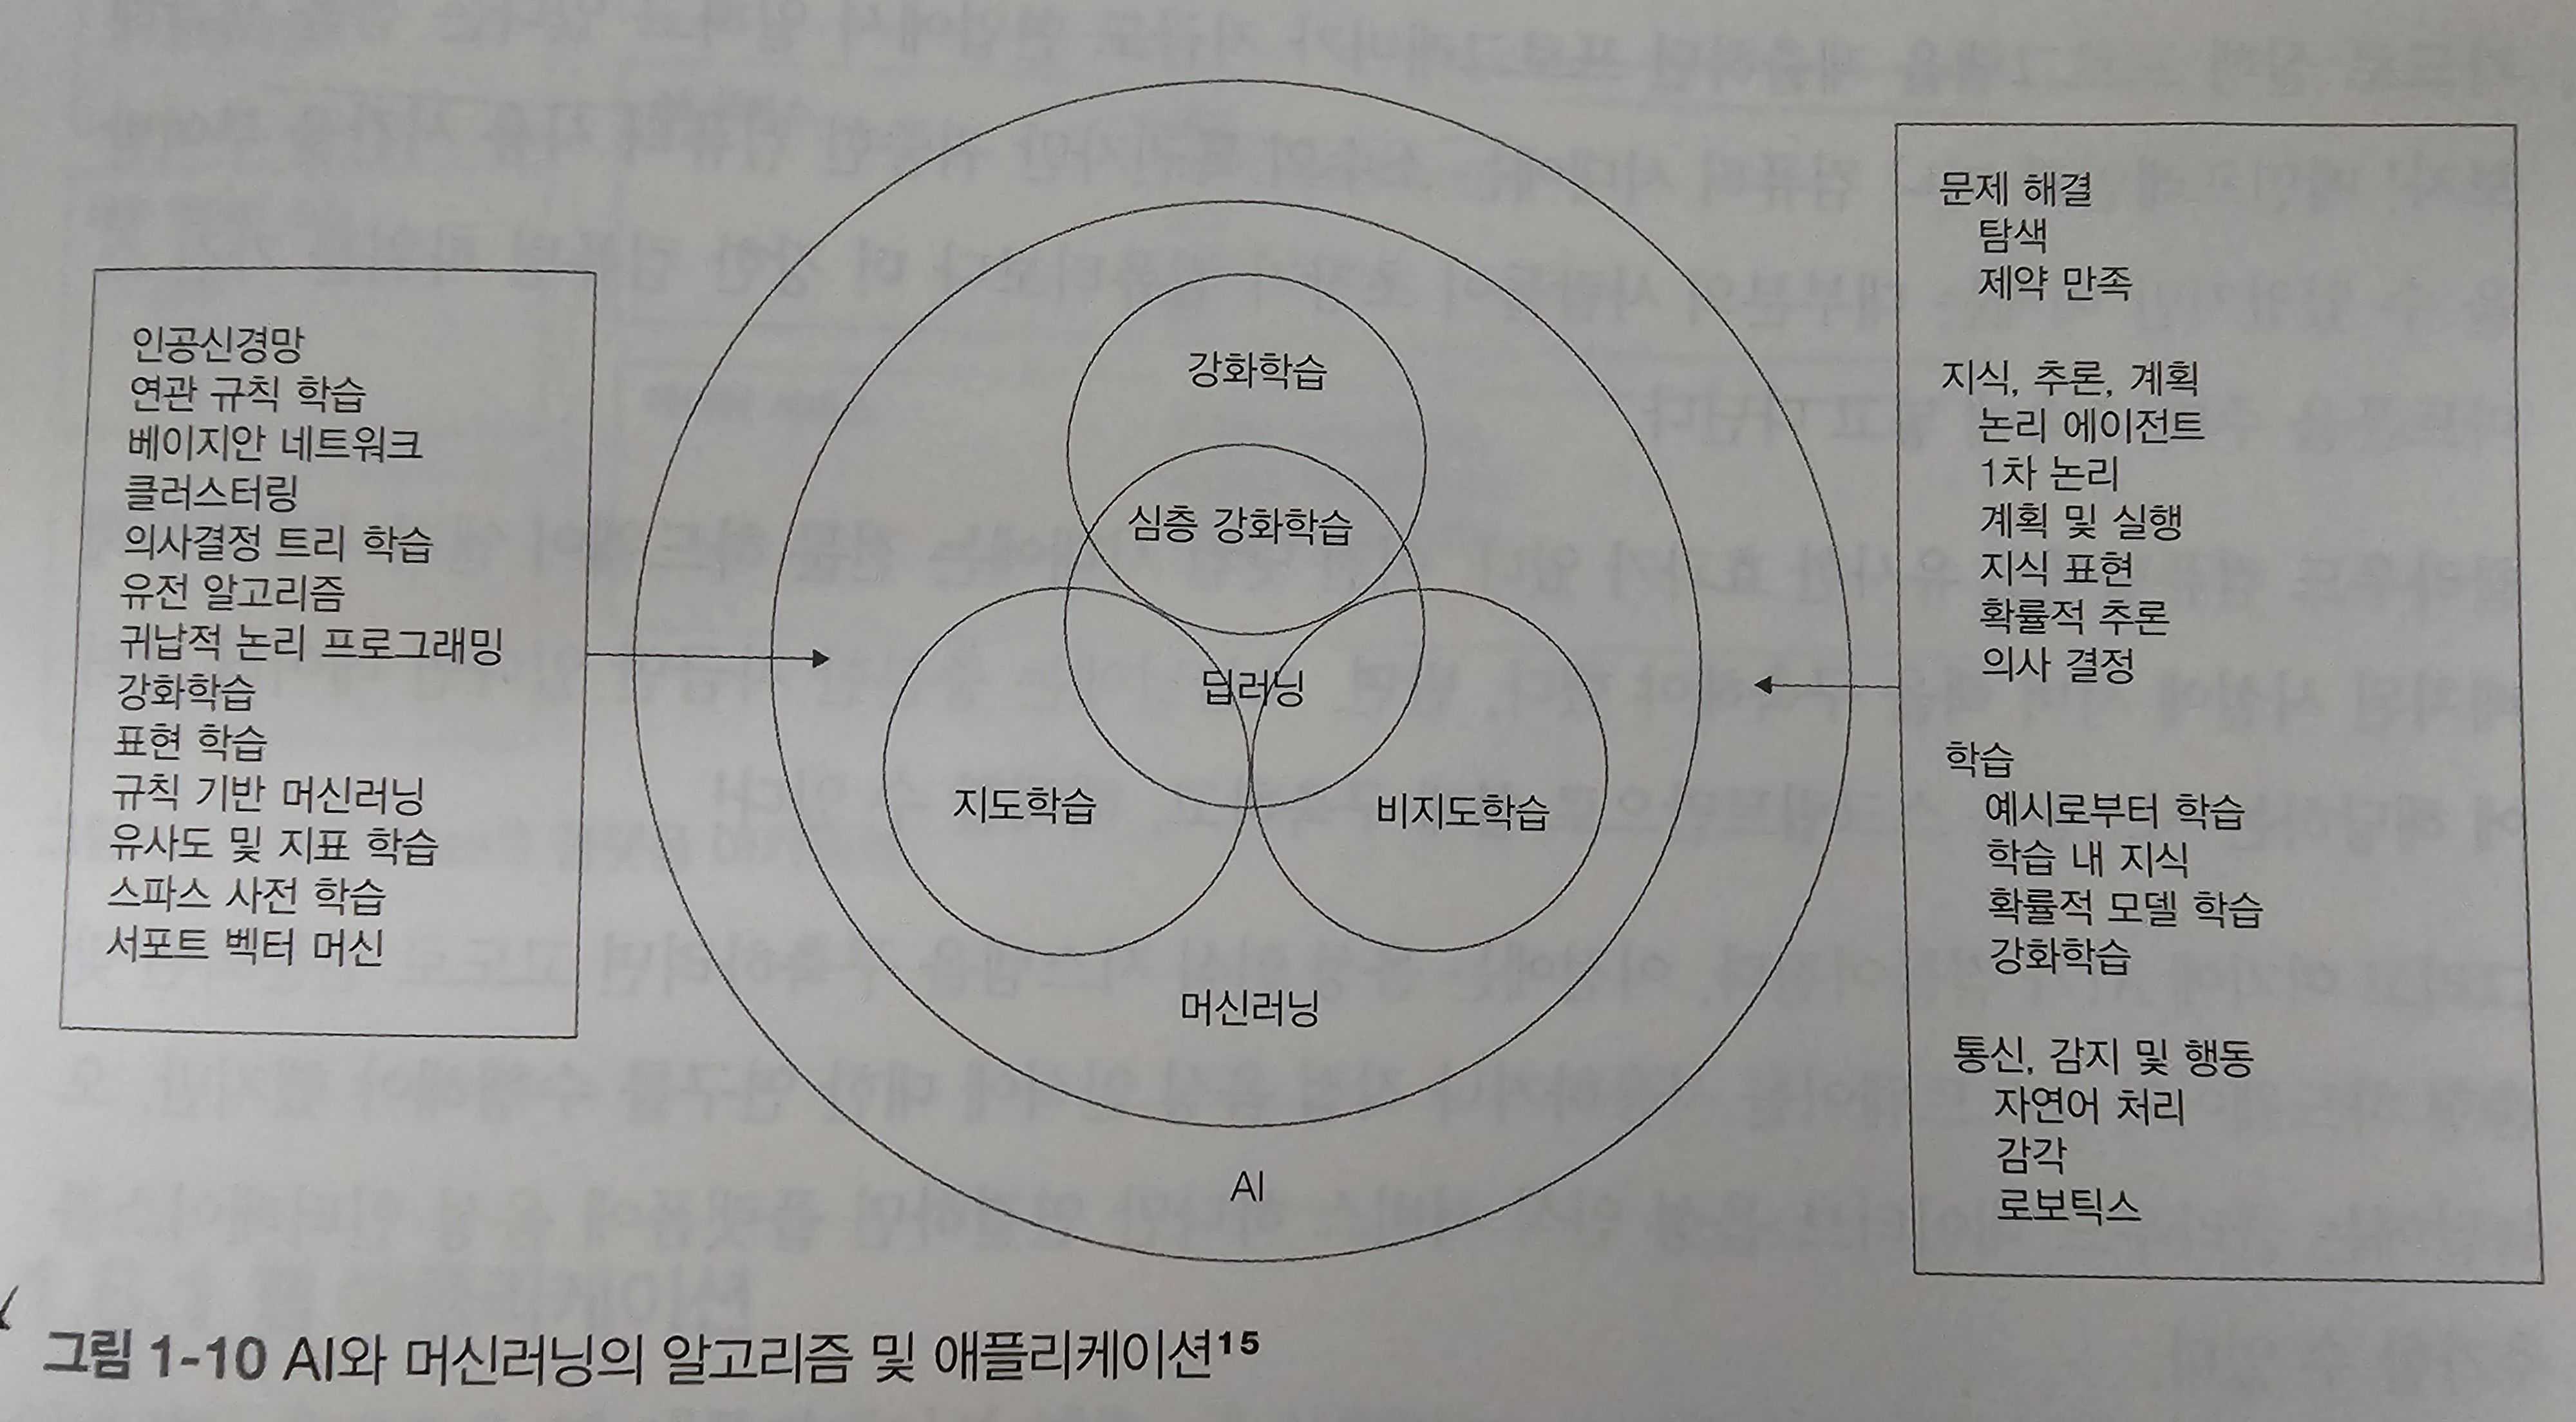 인공신경망
연관 규칙 학습
베이지안 네트워크
클러스터링
의사결정 트리 학습
유전 알고리즘
귀납적 논리 프로그래밍
강화학습
표현 학습
규칙 기반 머신러닝
유사도 및 지표 학습
스파스 사전 학습
서포트 벡터 머신
강화학습
심층 강화학습
딥러닝
지도학습
비지도학습
머신러닝
AI
문제 해결
탐색
제약 만족
지식, 추론, 계획
논리 에이전트
1차 논리
계획 및 실행
지식 표현
확률적 추론
의사 결정
학습
예시로부터 학습
학습 내 지식
확률적 모델 학습
강화학습
통신, 감지 및 행동
자연어 처리
감각
로보틱스
그림 1-10 AI와 머신러닝의 알고리즘 및 애플리케이션15